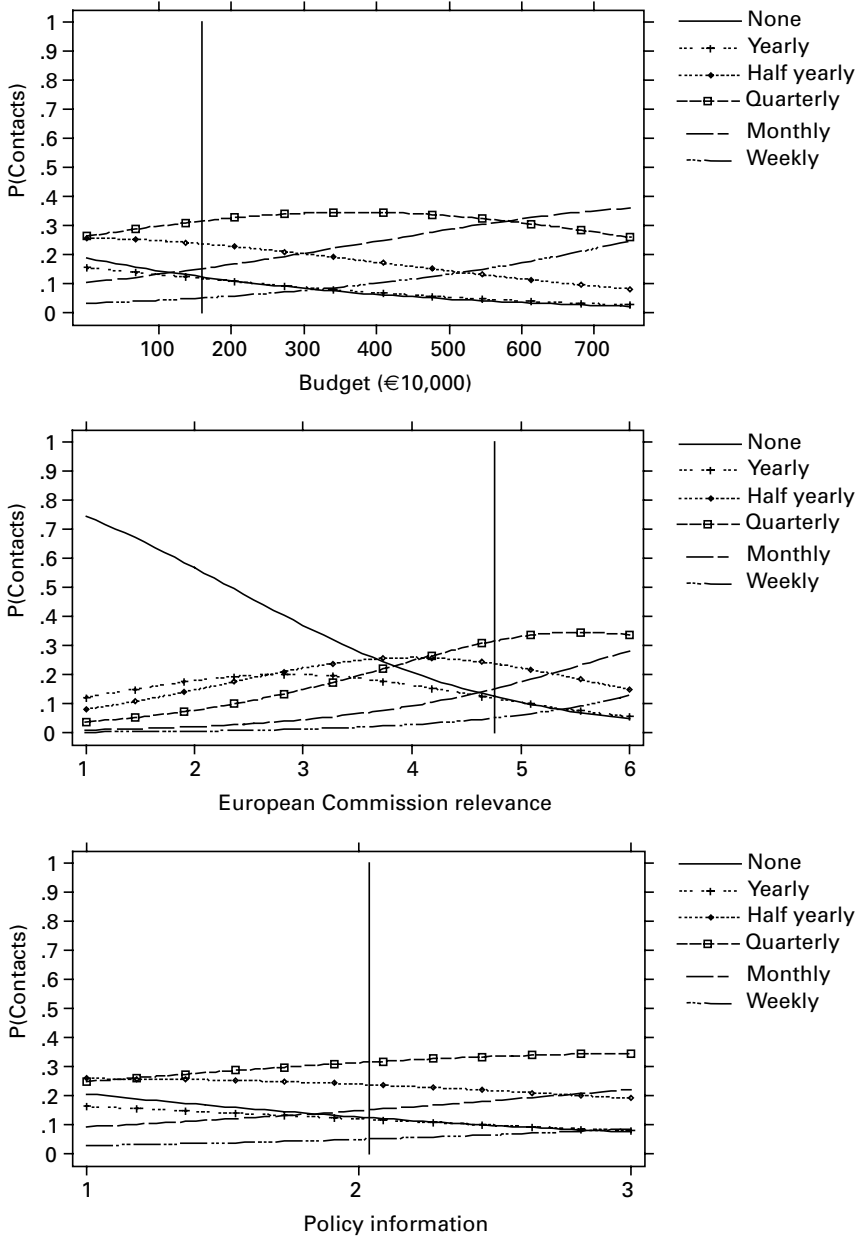 P(Contacts)
1
.9
.8
.7
.6
.5
.4
.3
.2
.1
0
100 200 300 400 500 600 700
Budget (€10,000)
None
Yearly
Half yearly
Quarterly
Monthly
Weekly
P(Contacts)
1
.9
.8
.7
.6
.5
.4
.3
.2
.1
0
1 2 3 4 5 6
European Commission relevance
None
Yearly
Half yearly
Quarterly
Monthly
Weekly
P(Contacts)
1
.9
.8
.7
.6
.5
.4
.3
.2
.1
0
1 2 3
Policy information
None
Yearly
Half yearly
Quarterly
Monthly
Weekly